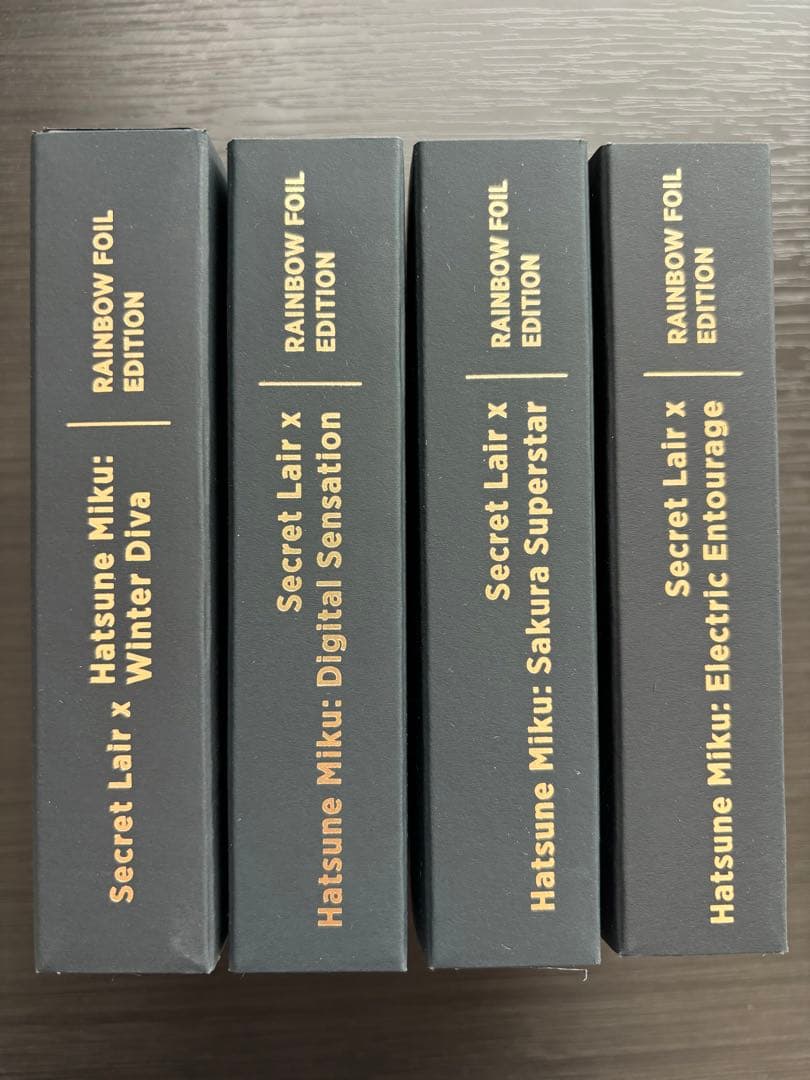 Secret Lair x
Hatsune Miku:
Winter Diva
RAINBOW FOIL
EDITION
Secret Lair x
Hatsune Miku: Digital Sensation
RAINBOW FOIL
EDITION
Secret Lair x
Hatsune Miku: Sakura Superstar
RAINBOW FOIL
EDITION
Secret Lair x
Hatsune Miku: Electric Entourage
RAINBOW FOIL
EDITION